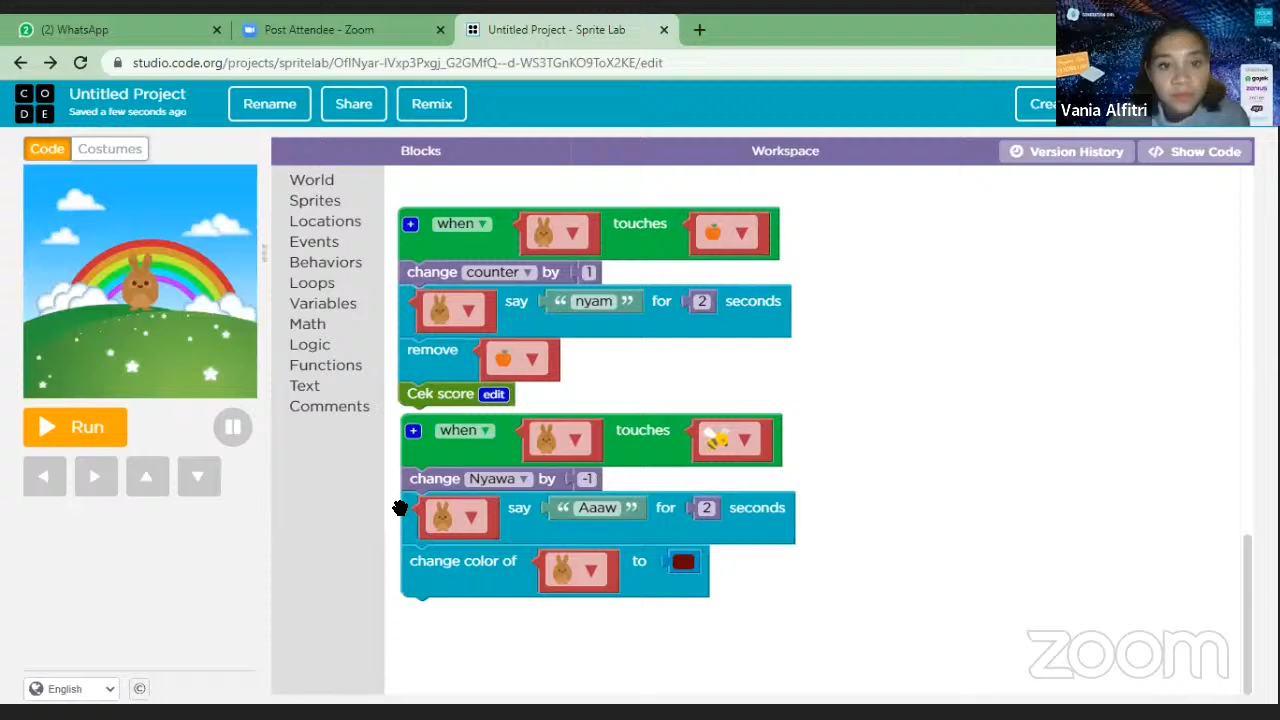 (2) WhatsApp
Post Attendee - Zoom
Untitled Project - Sprite Lab
studio.code.org/projects/spritelab/OfINyar-IVxp3Pxgj_G2GMfQ--d-WS3TGnKO9ToX2KE/edit
C O
D E
Untitled Project
Saved a few seconds ago
Rename
Share
Remix
Crea
Vania Alfitri
gojek
zenius
Code
Costumes
Blocks
Workspace
Version History
Show Code
World
Sprites
Locations
Events
Behaviors
Loops
Variables
Math
Logic
Functions
Text
Comments
+ when touches
change counter by 1
say “ nyam ” for 2 seconds
remove
Cek score edit
+ when touches
change Nyawa by -1
say “ Aaaw ” for 2 seconds
change color of to
Run
English
©
zoom